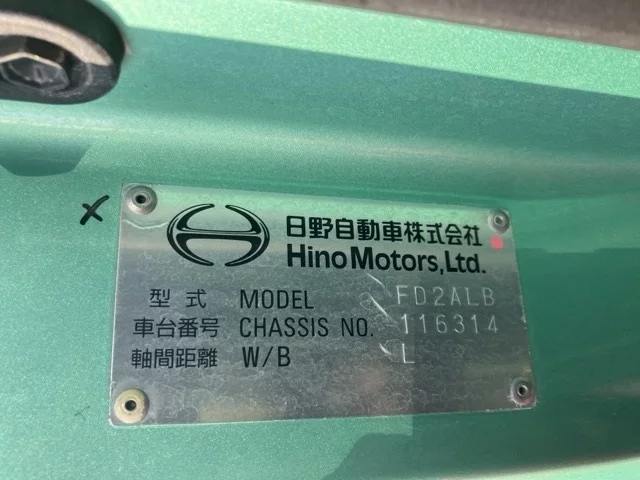 日野自動車株式会社
Hino Motors, Ltd.
型式 MODEL FD2ALB
車台番号 CHASSIS NO. 116314
軸間距離 W/B L